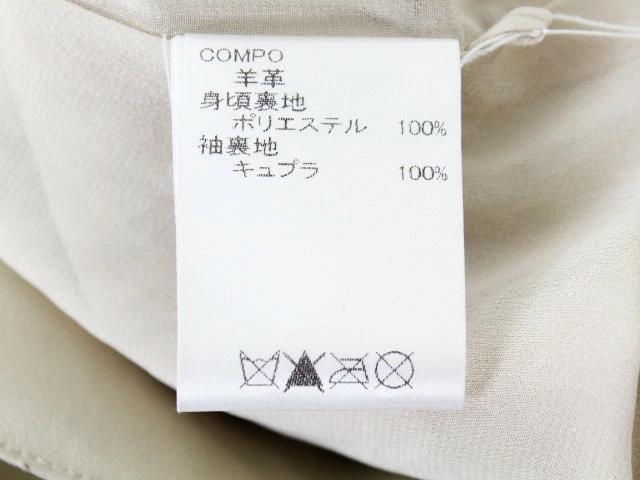 COMPO
羊革
身頃裏地
ポリエステル 100%
袖裏地
キュプラ 100%